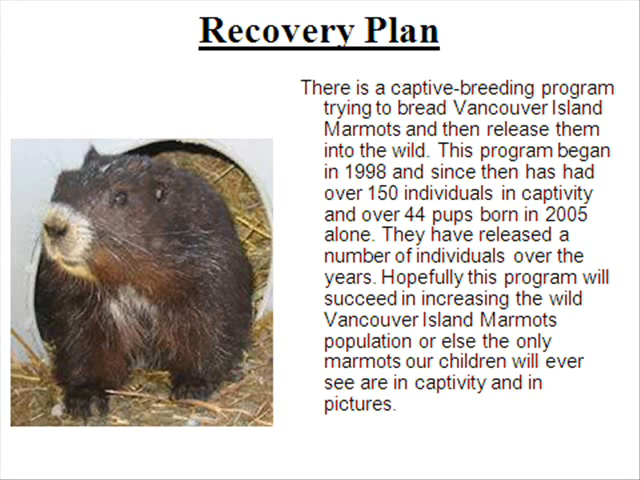 Recovery Plan
There is a captive-breeding program
trying to bread Vancouver Island
Marmots and then release them
into the wild. This program began
in 1998 and since then has had
over 150 individuals in captivity
and over 44 pups born in 2005
alone. They have released a
number of individuals over the
years. Hopefully this program will
succeed in increasing the wild
Vancouver Island Marmots
population or else the only
marmots our children will ever
see are in captivity and in
pictures.